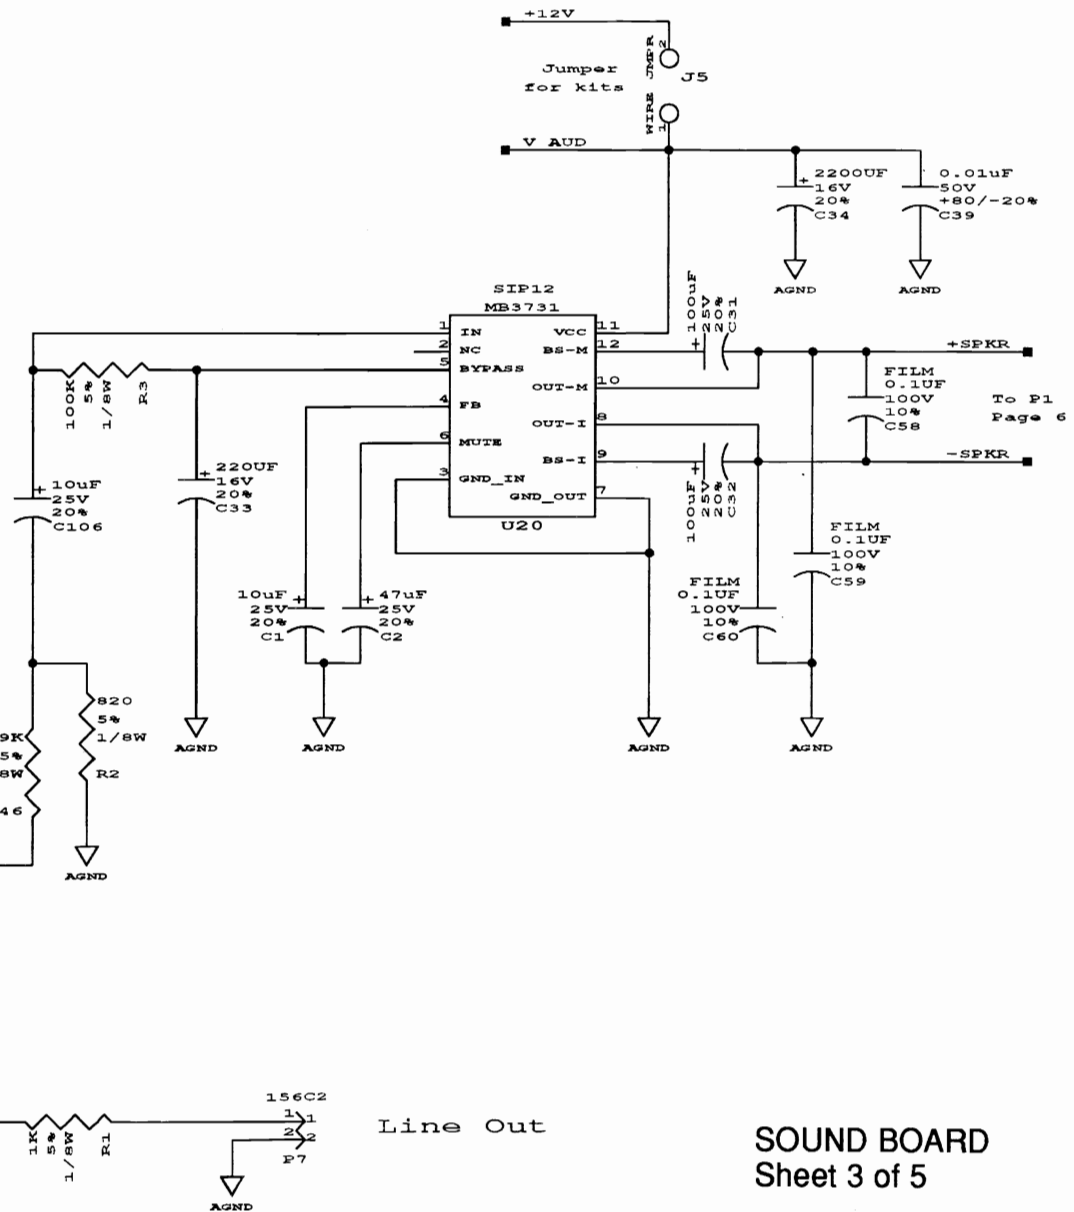 +12V
WIRE JMPR
2
1
J5
Jumper
for kits
V AUD
+
2200UF
16V
20%
C34
AGND
0.01uF
50V
+80/-20%
C39
AGND
SIP12
MB3731
1
IN
2
NC
5
BYPASS
4
FB
6
MUTE
3
GND_IN
VCC
11
BS-M
12
OUT-M
10
OUT-I
8
BS-I
9
GND_OUT
7
U20
+
100uF
25V
20%
C31
+
100uF
25V
20%
C32
+SPKR
FILM
0.1UF
100V
10%
C58
To P1
Page 6
-SPKR
100K
5%
1/8W
R3
+
10uF
25V
20%
C106
+
220UF
16V
20%
C33
AGND
10uF
+
25V
20%
C1
+
47uF
25V
20%
C2
AGND
AGND
FILM
0.1UF
100V
10%
C60
FILM
0.1UF
100V
10%
C59
AGND
9K
5%
8W
46
820
5%
1/8W
R2
AGND
1K
5%
1/8W
R1
156C2
1
1
2
2
P7
AGND
Line Out
SOUND BOARD
Sheet 3 of 5